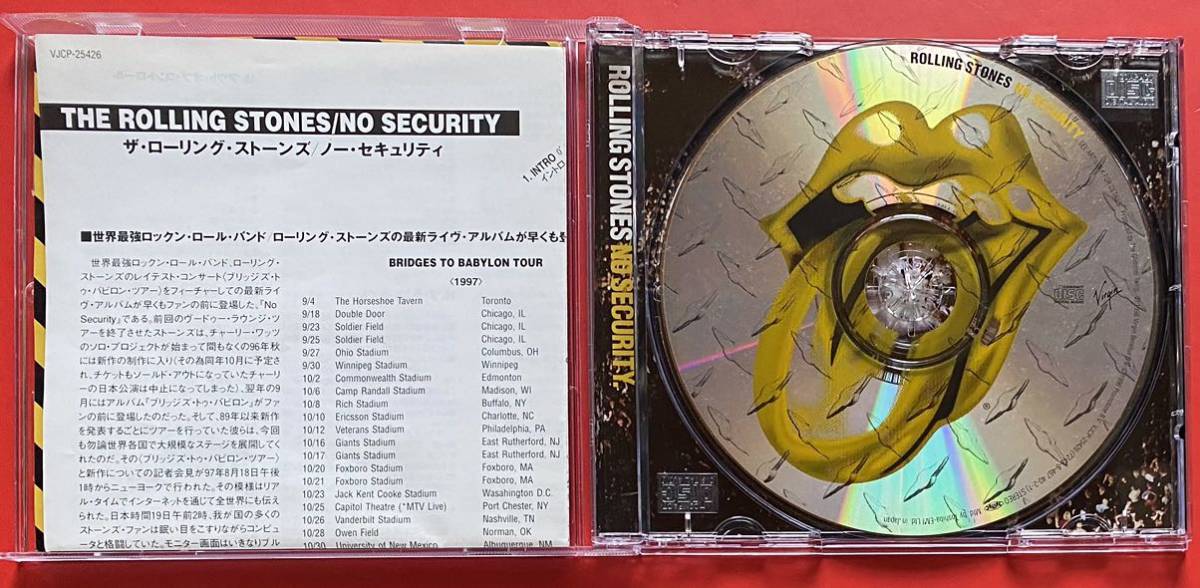 VJCP-25426
THE ROLLING STONES/NO SECURITY
ザ・ローリング・ストーンズ/ノー・セキュリティ
1. INTRO
イントロ
■世界最強ロックン・ロール・バンド/ローリング・ストーンズの最新ライヴ・アルバムが早くも
世界最強ロックン・ロール・バンド、ローリング・
ストーンズのレイテスト・コンサート〈ブリッジズ・ト
ゥ・バビロン・ツアー〉をフィーチャーしての最新ライ
ヴ・アルバムが早くもファンの前に登場した、『No
Security』である。前回のヴードゥー・ラウンジ・ツ
アーを終了させたストーンズは、チャーリー・ワッツ
のソロ・プロジェクトが始まって間もなくの96年秋
には新作の制作に入り(その為同年10月に予定さ
れ、チケットもソールド・アウトになっていたチャーリ
ーの日本公演は中止になってしまった)、翌年の9
月にはアルバム『ブリッジズ・トゥ・バビロン』がファ
ンの前に登場したのだった。そして、89年以来新作
を発表するごとにツアーを行っていた彼らは、今回
も勿論世界各国で大規模なステージを展開してく
れたのだ。その〈ブリッジズ・トゥ・バビロン・ツアー〉
と新作についての記者会見が97年8月18日午後
1時からニューヨークで行われた。その模様はリア
ル・タイムでインターネットを通じて全世界にも伝え
られた。日本時間19日午前2時、我が国の多くの
ストーンズ・ファンは眠い目をこすりながらコンピュ
ータと格闘していた。モニター画面はいきなりブル
BRIDGES TO BABYLON TOUR
〈1997〉
9/4 The Horseshoe Tavern Toronto
9/18 Double Door Chicago, IL
9/23 Soldier Field Chicago, IL
9/25 Soldier Field Chicago, IL
9/27 Ohio Stadium Columbus, OH
9/30 Winnipeg Stadium Winnipeg
10/2 Commonwealth Stadium Edmonton
10/6 Camp Randall Stadium Madison, WI
10/8 Rich Stadium Buffalo, NY
10/10 Ericsson Stadium Charlotte, NC
10/12 Veterans Stadium Philadelphia, PA
10/16 Giants Stadium East Rutherford, NJ
10/17 Giants Stadium East Rutherford, NJ
10/20 Foxboro Stadium Foxboro, MA
10/21 Foxboro Stadium Foxboro, MA
10/23 Jack Kent Cooke Stadium Wasahington D.C.
10/25 Capitol Theatre (*MTV Live) Port Chester, NY
10/26 Vanderbilt Stadium Nashville, TN
10/28 Owen Field Norman, OK
10/30 University of New Mexico Albuquerque, NM
ROLLING STONES NO SECURITY.
ROLLING STONES NO SECURITY
Virgin
STEREO
Mfd. by Toshiba-EMI Ltd in Japan